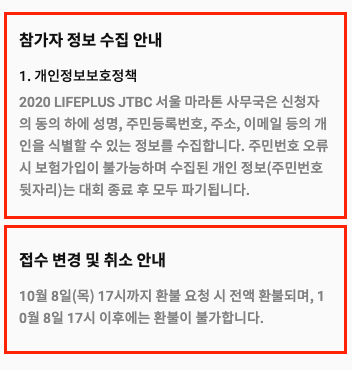 참가자 정보 수집 안내
1. 개인정보보호정책
2020 LIFEPLUS JTBC 서울 마라톤 사무국은 신청자
의 동의 하에 성명, 주민등록번호, 주소, 이메일 등의 개
인을 식별할 수 있는 정보를 수집합니다. 주민번호 오류
시 보험가입이 불가능하며 수집된 개인 정보(주민번호
뒷자리)는 대회 종료 후 모두 파기됩니다.
접수 변경 및 취소 안내
10월 8일(목) 17시까지 환불 요청 시 전액 환불되며, 1
0월 8일 17시 이후에는 환불이 불가합니다.